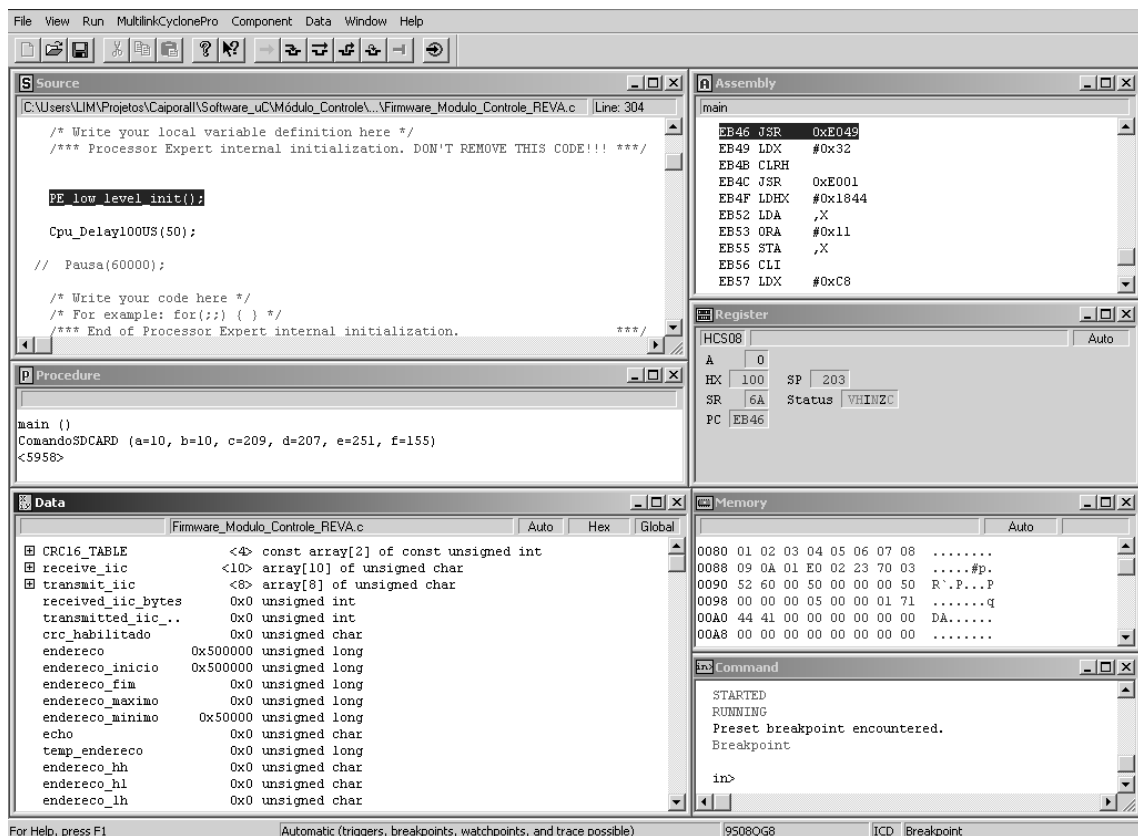 File View Run MultilinkCyclonePro Component Data Window Help
Source
C:\Users\LIM\Projetos\Caiporall\Software_uC\Módulo_Controle\...\Firmware_Modulo_Controle_REVA.c Line: 304
/* Write your local variable definition here */
/*** Processor Expert internal initialization. DON'T REMOVE THIS CODE!!! ***/
PE_low_level_init();
Cpu_Delay100US(50);
// Pausa(60000);
/* Write your code here */
/* For example: for(;;) { } */
/*** End of Processor Expert internal initialization. ***/
Assembly
main
EB46 JSR 0xE049
EB49 LDX #0x32
EB4B CLRH
EB4C JSR 0xE001
EB4F LDHX #0x1844
EB52 LDA ,X
EB53 ORA #0x11
EB55 STA ,X
EB56 CLI
EB57 LDX #0xC8
Register
HCS08 Auto
A 0
HX 100 SP 203
SR 6A Status VHINZC
PC EB46
Procedure
main ()
ComandoSDCARD (a=10, b=10, c=209, d=207, e=251, f=155)
<5958>
Data
Firmware_Modulo_Controle_REVA.c Auto Hex Global
CRC16_TABLE <4> const array[2] of const unsigned int
receive_iic <10> array[10] of unsigned char
transmit_iic <8> array[8] of unsigned char
received_iic_bytes 0x0 unsigned int
transmitted_iic_.. 0x0 unsigned int
crc_habilitado 0x0 unsigned char
endereco 0x500000 unsigned long
endereco_inicio 0x500000 unsigned long
endereco_fim 0x0 unsigned long
endereco_maximo 0x0 unsigned long
endereco_minimo 0x50000 unsigned long
echo 0x0 unsigned char
temp_endereco 0x0 unsigned long
endereco_hh 0x0 unsigned char
endereco_hl 0x0 unsigned char
endereco_lh 0x0 unsigned char
Memory
Auto
0080 01 02 03 04 05 06 07 08 ........
0088 09 0A 01 E0 02 23 70 03 .....#p.
0090 52 60 00 50 00 00 00 50 R`.P...P
0098 00 00 00 05 00 00 01 71 .......q
00A0 44 41 00 00 00 00 00 00 DA......
00A8 00 00 00 00 00 00 00 00 ........
Command
STARTED
RUNNING
Preset breakpoint encountered.
Breakpoint
in>
For Help, press F1 Automatic (triggers, breakpoints, watchpoints, and trace possible) 9S08QG8 ICD Breakpoint